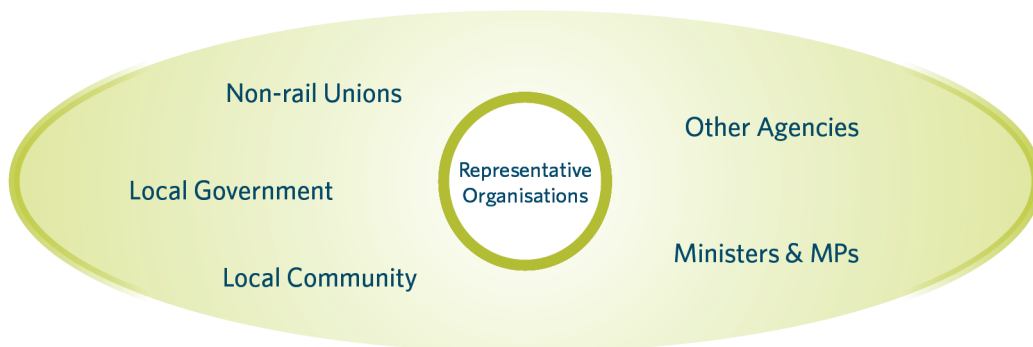 Non-rail Unions
Other Agencies
Representative
Organisations
Local Government
Ministers & MPs
Local Community